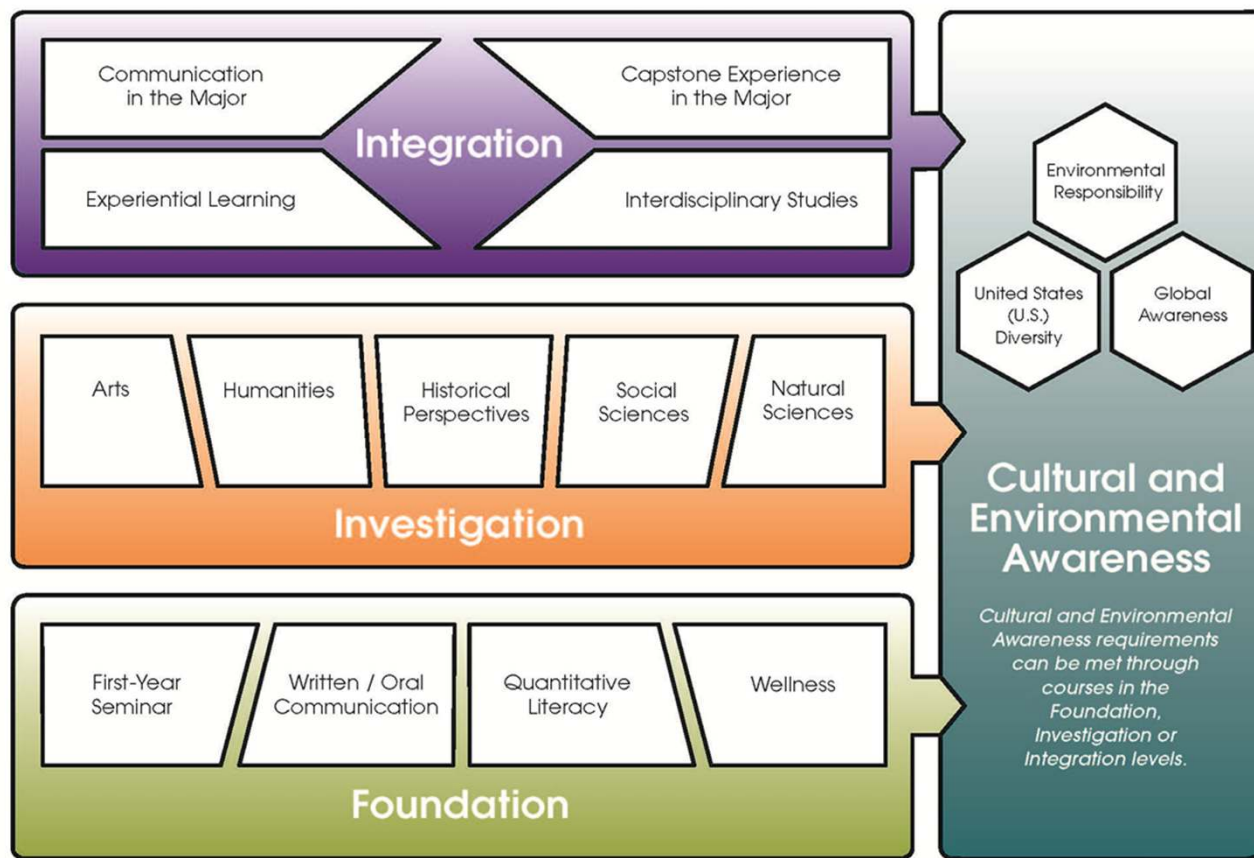 Communication
in the Major
Capstone Experience
in the Major
Integration
Experiential Learning
Interdisciplinary Studies
Arts
Humanities
Historical
Perspectives
Social
Sciences
Natural
Sciences
Investigation
First-Year
Seminar
Written / Oral
Communication
Quantitative
Literacy
Wellness
Foundation
Environmental
Responsibility
United States
(U.S.)
Diversity
Global
Awareness
Cultural and
Environmental
Awareness
Cultural and Environmental
Awareness requirements
can be met through
courses in the
Foundation,
Investigation or
Integration levels.